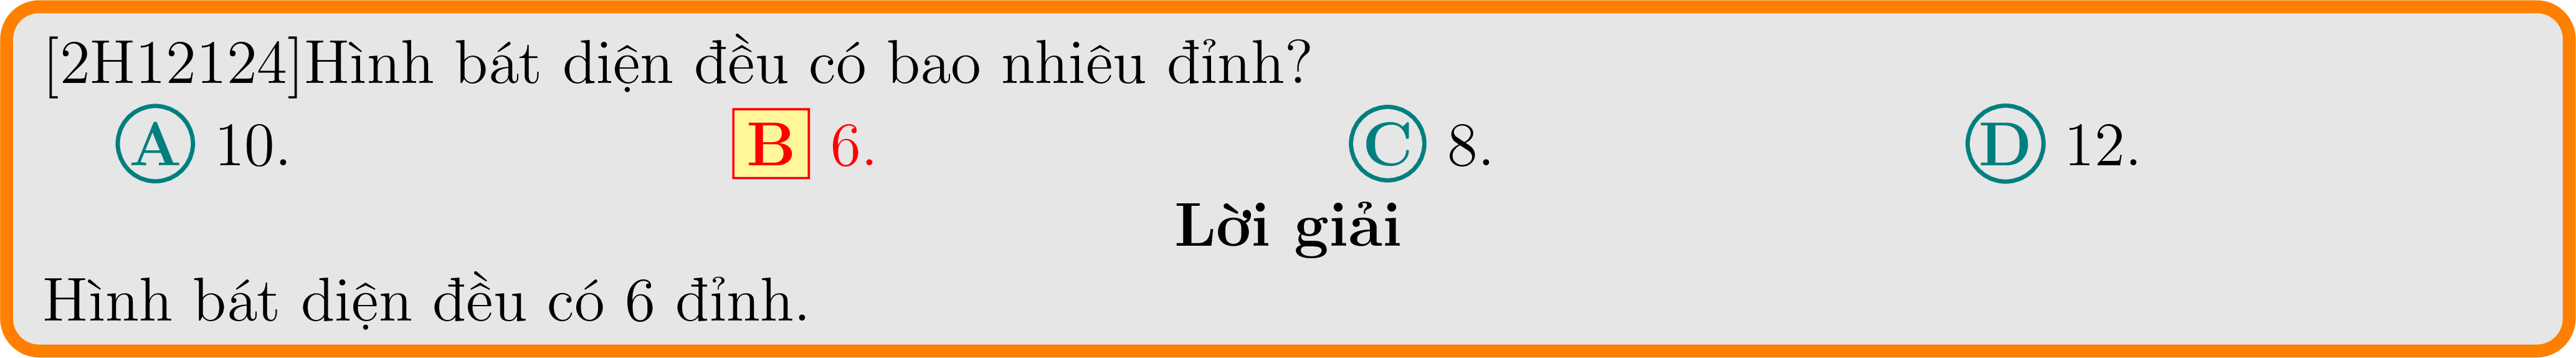 [2H12124]Hình bát diện đều có bao nhiêu đỉnh?
A 10. B 6. C 8. D 12.
Lời giải
Hình bát diện đều có 6 đỉnh.